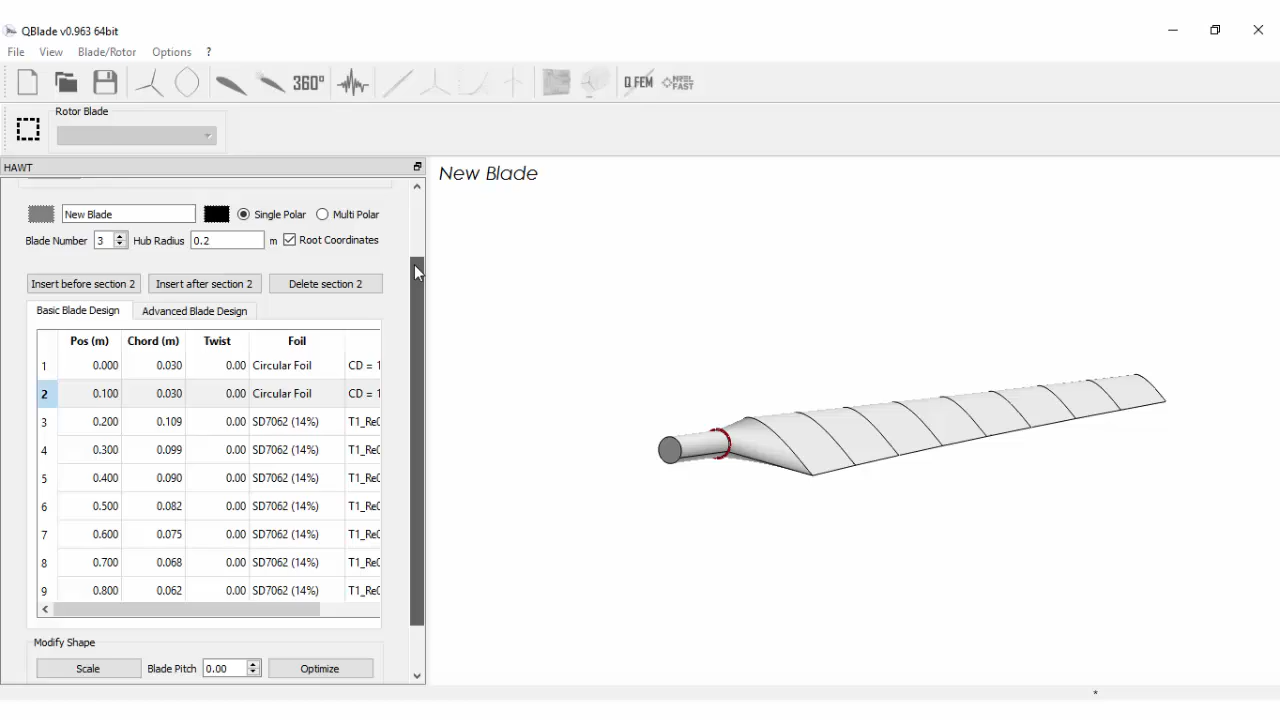 QBlade v0.963 64bit
File View Blade/Rotor Options ?
360° Q FEM NREL FAST
Rotor Blade
HAWT
New Blade
New Blade Single Polar Multi Polar
Blade Number 3 Hub Radius 0.2 m Root Coordinates
Insert before section 2 Insert after section 2 Delete section 2
Basic Blade Design Advanced Blade Design
Pos (m) Chord (m) Twist Foil
1 0.000 0.030 0.00 Circular Foil CD = 1
2 0.100 0.030 0.00 Circular Foil CD = 1
3 0.200 0.109 0.00 SD7062 (14%) T1_Re0
4 0.300 0.099 0.00 SD7062 (14%) T1_Re0
5 0.400 0.090 0.00 SD7062 (14%) T1_Re0
6 0.500 0.082 0.00 SD7062 (14%) T1_Re0
7 0.600 0.075 0.00 SD7062 (14%) T1_Re0
8 0.700 0.068 0.00 SD7062 (14%) T1_Re0
9 0.800 0.062 0.00 SD7062 (14%) T1_Re0
Modify Shape
Scale Blade Pitch 0.00 Optimize
*